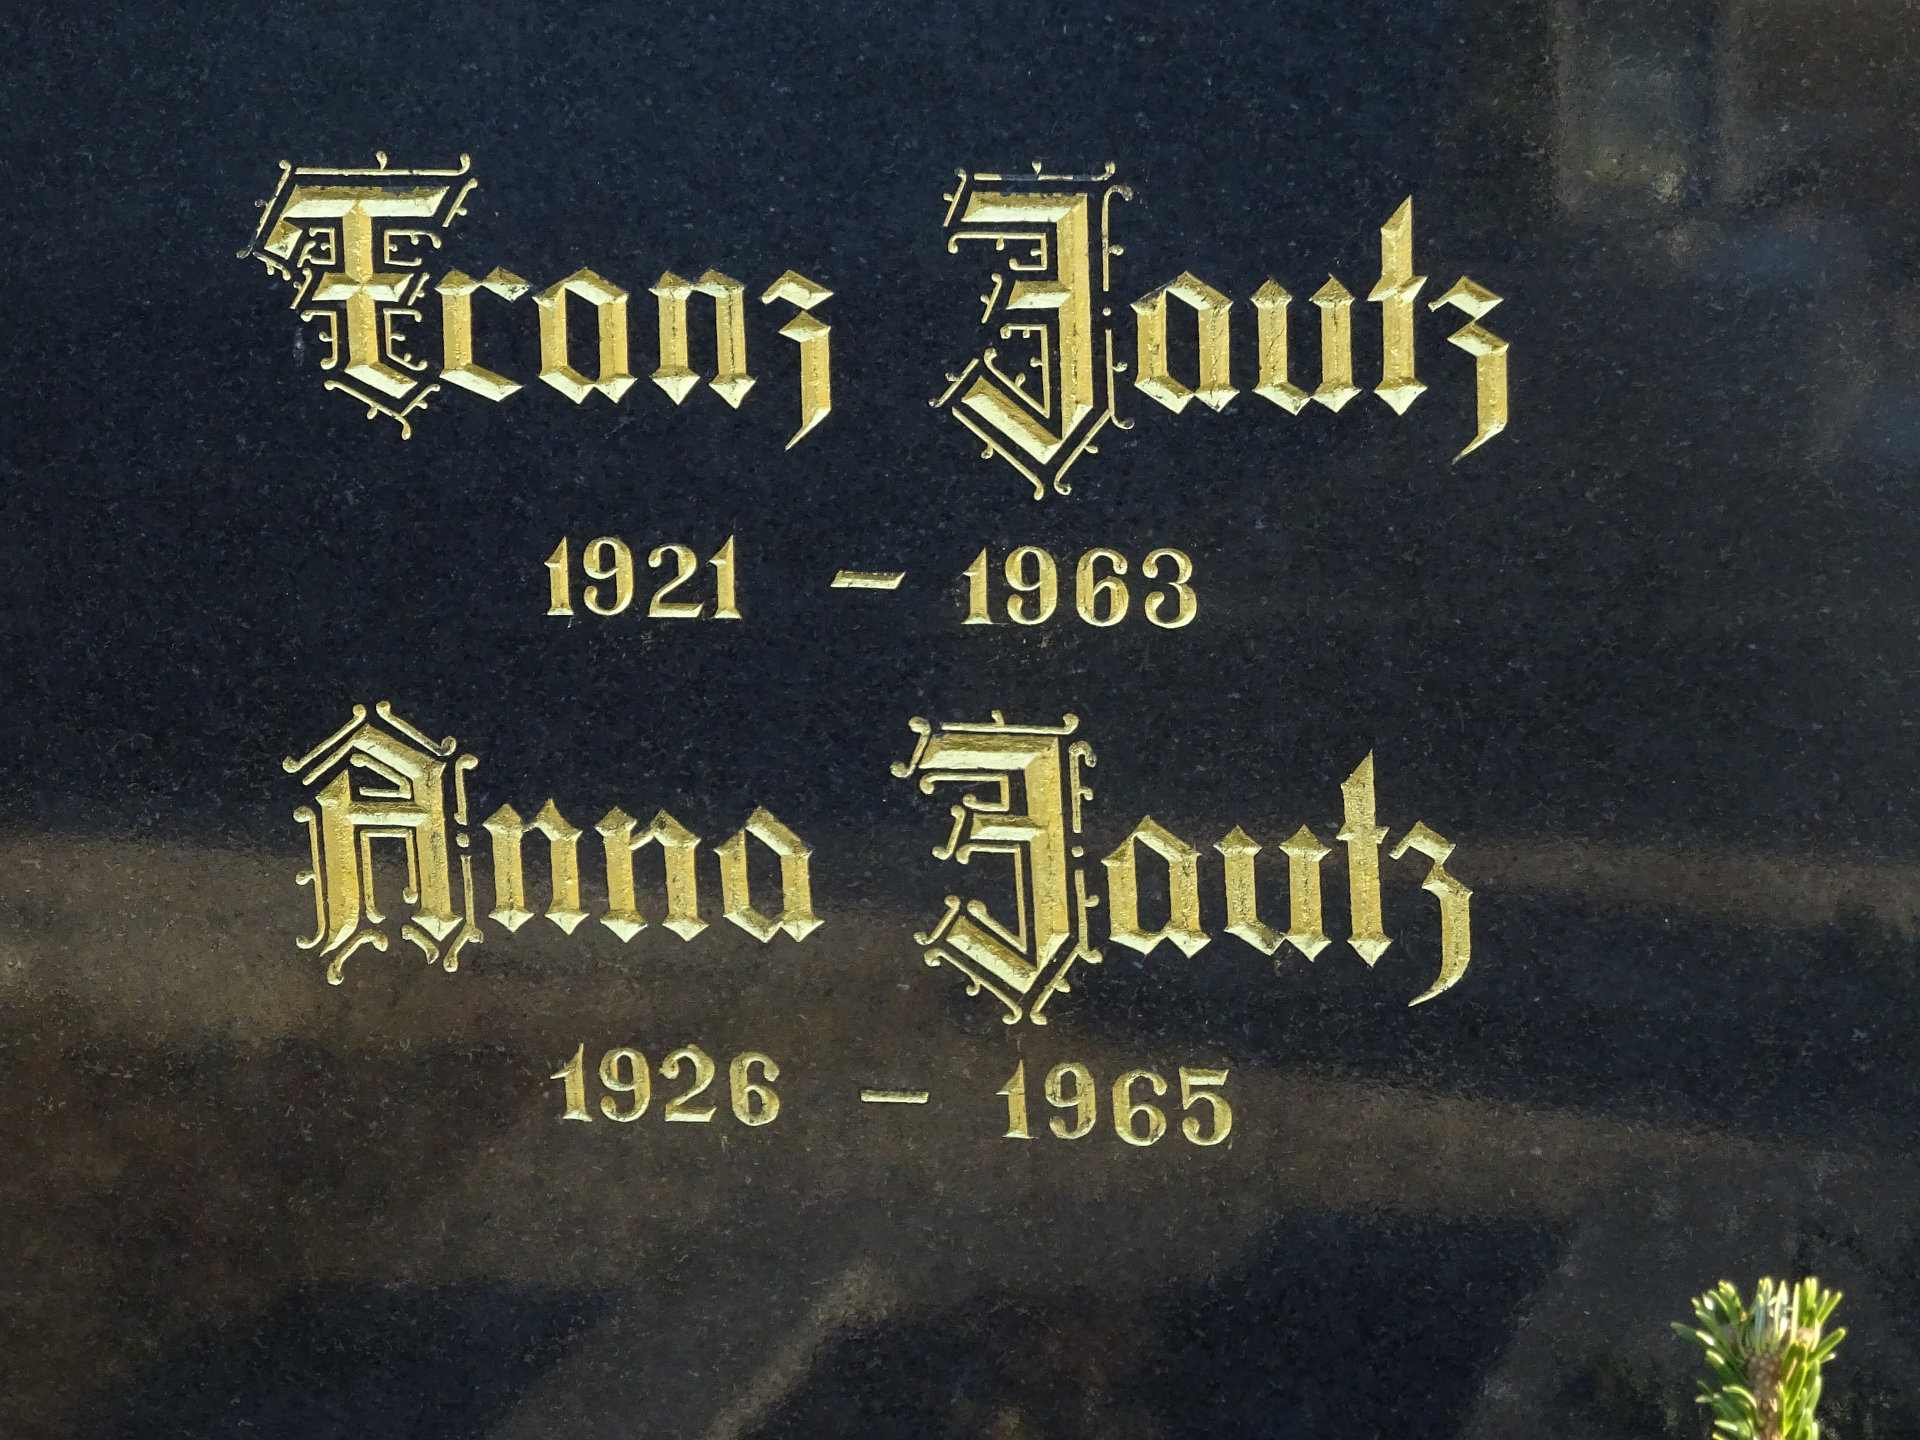 Franz Jautz
1921 – 1963
Anna Jautz
1926 – 1965